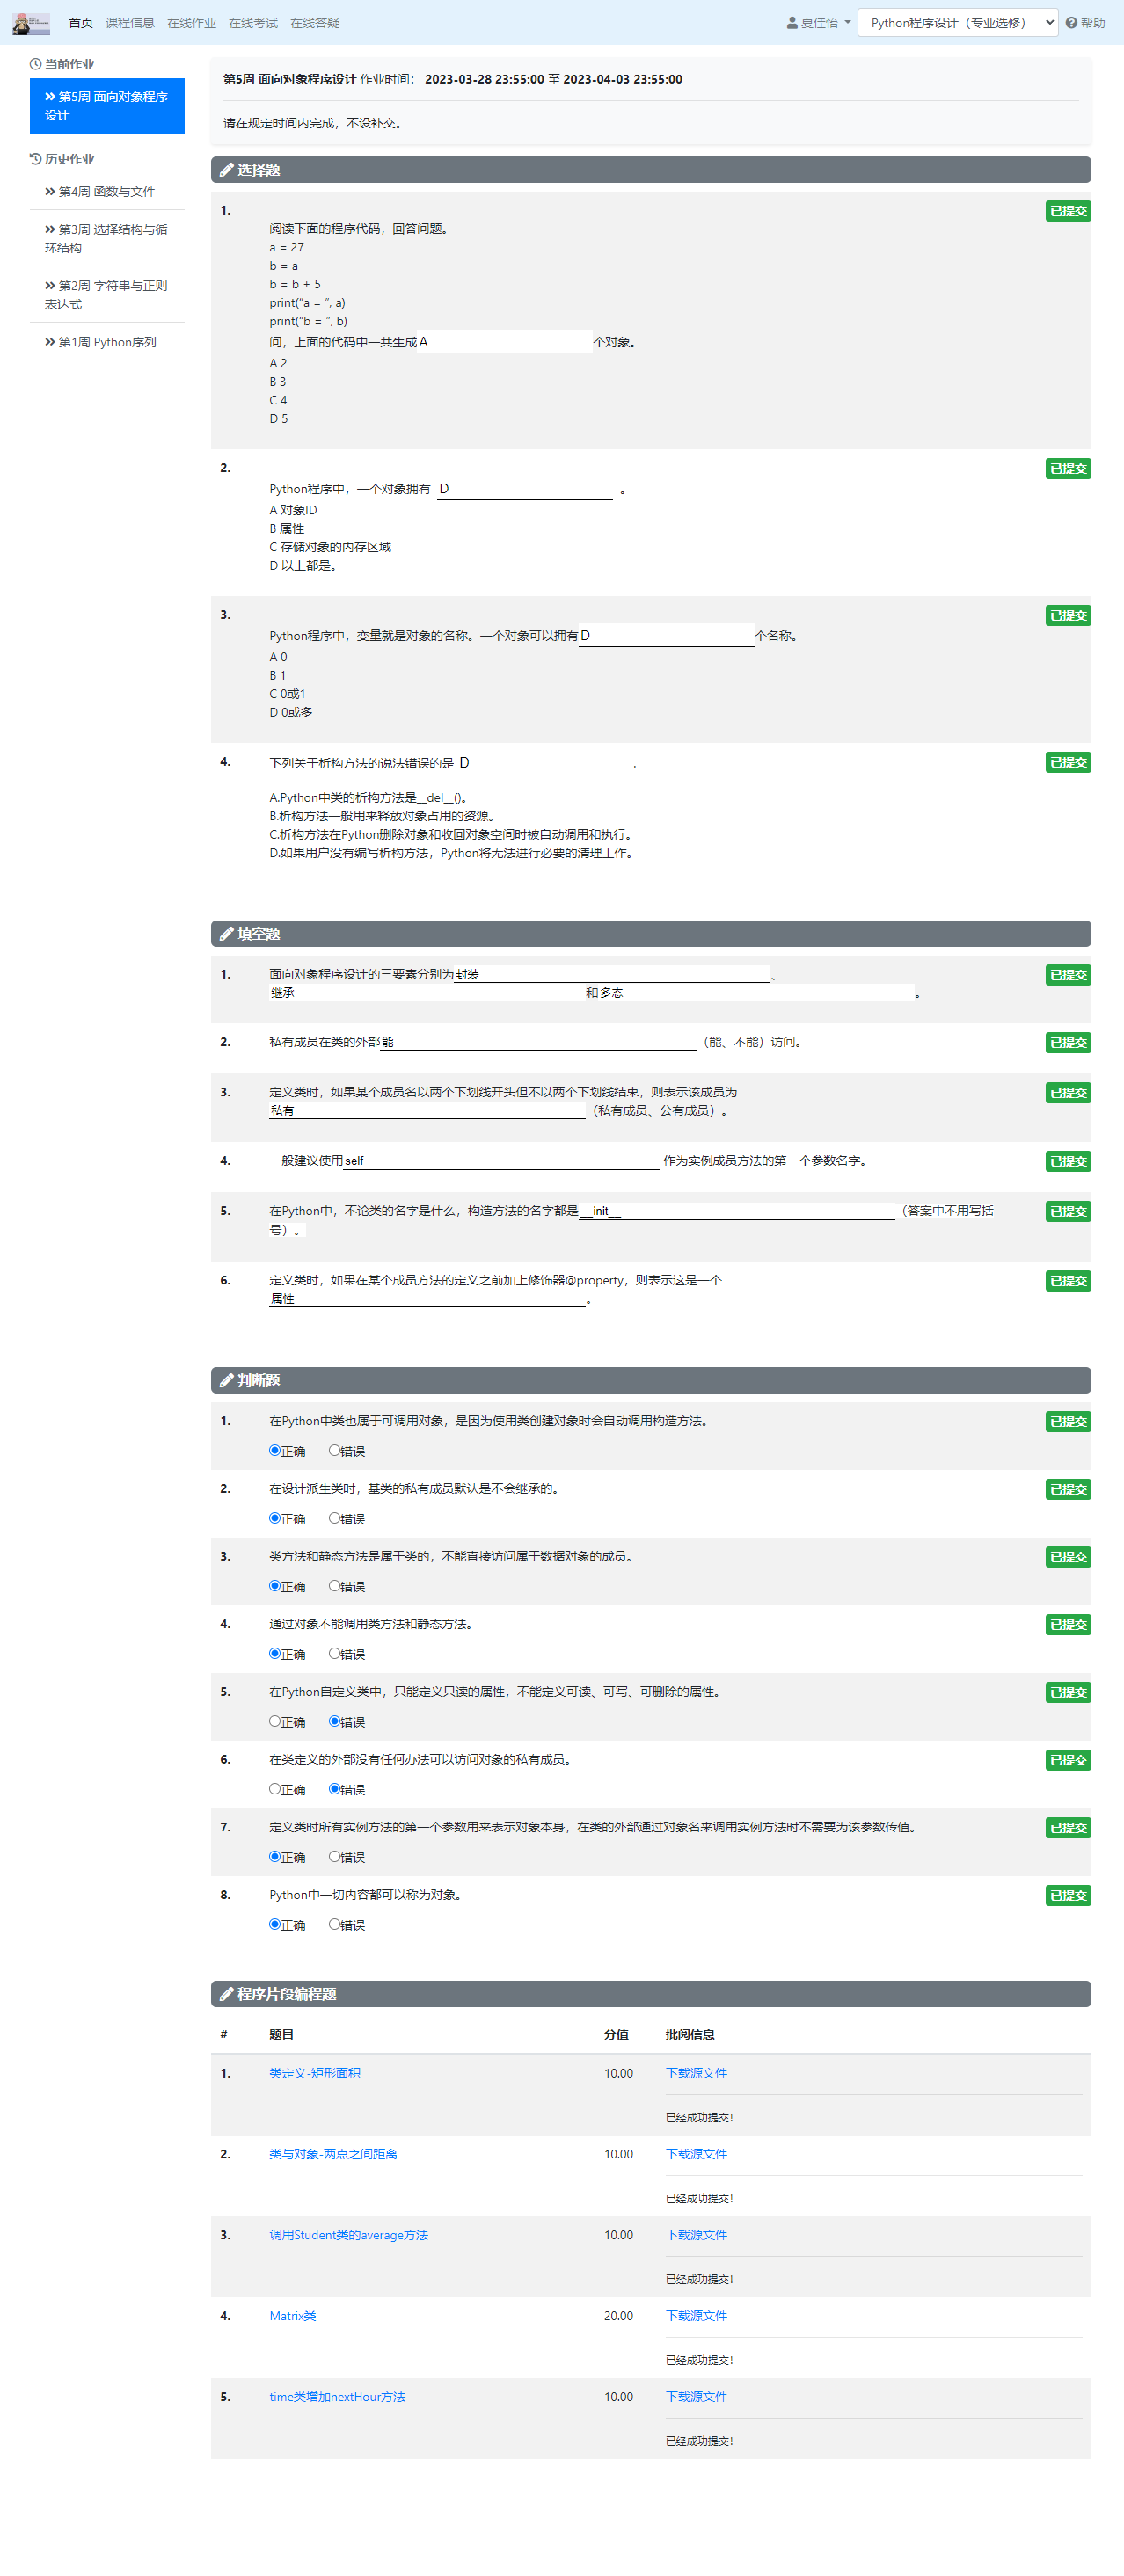 首页 课程信息 在线作业 在线考试 在线答疑 夏佳怡 Python程序设计（专业选修） 帮助
当前作业
第5周 面向对象程序
设计
历史作业
第4周 函数与文件
第3周 选择结构与循
环结构
第2周 字符串与正则
表达式
第1周 Python序列
第5周 面向对象程序设计 作业时间： 2023-03-28 23:55:00 至 2023-04-03 23:55:00
请在规定时间内完成，不设补交。
选择题
1. 已提交
阅读下面的程序代码，回答问题。
a = 27
b = a
b = b + 5
print("a = ", a)
print("b = ", b)
问，上面的代码中一共生成A个对象。
A 2
B 3
C 4
D 5
2. 已提交
Python程序中，一个对象拥有 D 。
A 对象ID
B 属性
C 存储对象的内存区域
D 以上都是。
3. 已提交
Python程序中，变量就是对象的名称。一个对象可以拥有D个名称。
A 0
B 1
C 0或1
D 0或多
4. 下列关于析构方法的说法错误的是 D . 已提交
A.Python中类的析构方法是__del__()。
B.析构方法一般用来释放对象占用的资源。
C.析构方法在Python删除对象和收回对象空间时被自动调用和执行。
D.如果用户没有编写析构方法，Python将无法进行必要的清理工作。
填空题
1. 面向对象程序设计的三要素分别为封装、 已提交
继承和多态。
2. 私有成员在类的外部能（能、不能）访问。 已提交
3. 定义类时，如果某个成员名以两个下划线开头但不以两个下划线结束，则表示该成员为 已提交
私有（私有成员、公有成员）。
4. 一般建议使用self 作为实例成员方法的第一个参数名字。 已提交
5. 在Python中，不论类的名字是什么，构造方法的名字都是__init__（答案中不用写括 已提交
号）。
6. 定义类时，如果在某个成员方法的定义之前加上修饰器@property，则表示这是一个 已提交
属性。
判断题
1. 在Python中类也属于可调用对象，是因为使用类创建对象时会自动调用构造方法。 已提交
正确 错误
2. 在设计派生类时，基类的私有成员默认是不会继承的。 已提交
正确 错误
3. 类方法和静态方法是属于类的，不能直接访问属于数据对象的成员。 已提交
正确 错误
4. 通过对象不能调用类方法和静态方法。 已提交
正确 错误
5. 在Python自定义类中，只能定义只读的属性，不能定义可读、可写、可删除的属性。 已提交
正确 错误
6. 在类定义的外部没有任何办法可以访问对象的私有成员。 已提交
正确 错误
7. 定义类时所有实例方法的第一个参数用来表示对象本身，在类的外部通过对象名来调用实例方法时不需要为该参数传值。 已提交
正确 错误
8. Python中一切内容都可以称为对象。 已提交
正确 错误
程序片段编程题
# 题目 分值 批阅信息
1. 类定义-矩形面积 10.00 下载源文件
已经成功提交!
2. 类与对象-两点之间距离 10.00 下载源文件
已经成功提交!
3. 调用Student类的average方法 10.00 下载源文件
已经成功提交!
4. Matrix类 20.00 下载源文件
已经成功提交!
5. time类增加nextHour方法 10.00 下载源文件
已经成功提交!